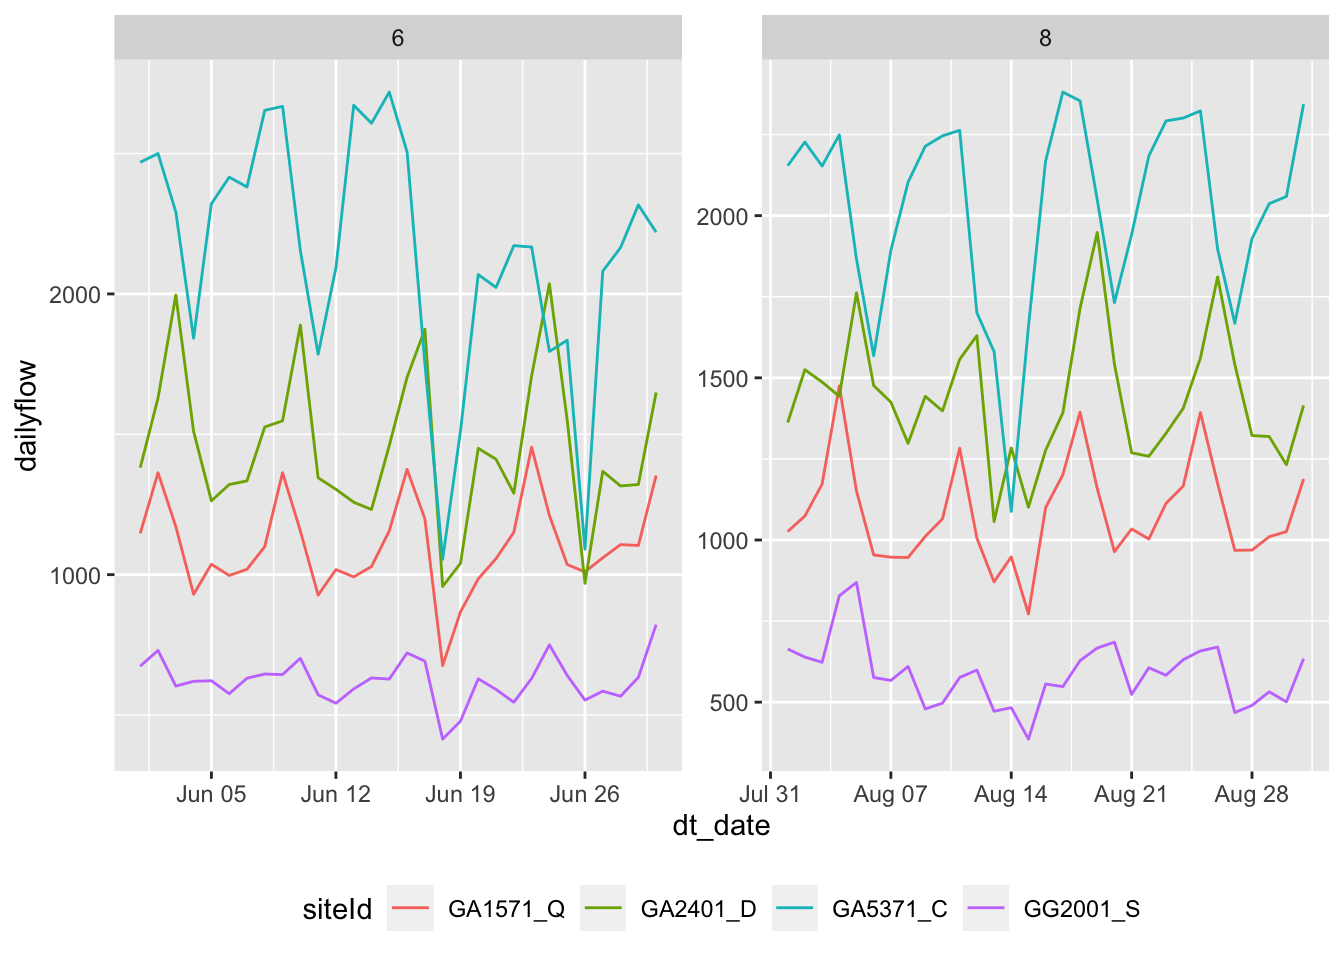 6
8
dailyflow
2000
1000
2000
1500
1000
500
Jun 05 Jun 12 Jun 19 Jun 26
Jul 31 Aug 07 Aug 14 Aug 21 Aug 28
dt_date
siteId GA1571_Q GA2401_D GA5371_C GG2001_S